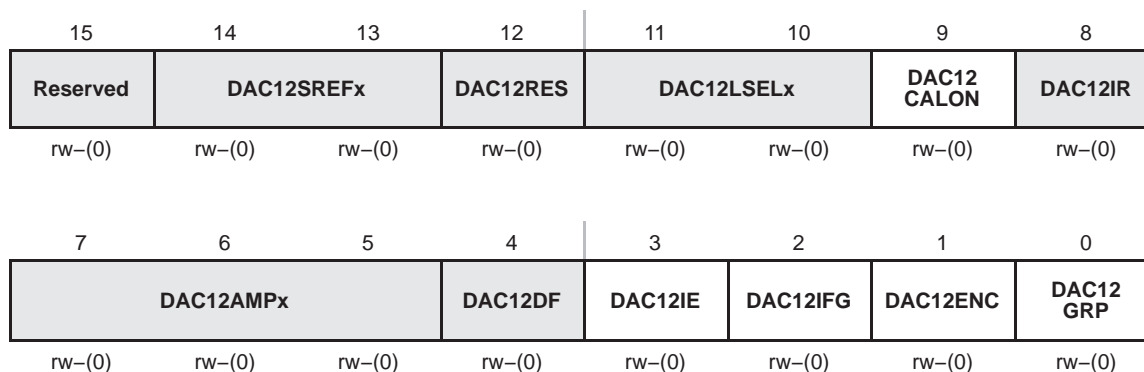 15 14 13 12 11 10 9 8
Reserved DAC12SREFx DAC12RES DAC12LSELx DAC12 CALON DAC12IR
rw−(0) rw−(0) rw−(0) rw−(0) rw−(0) rw−(0) rw−(0) rw−(0)
7 6 5 4 3 2 1 0
DAC12AMPx DAC12DF DAC12IE DAC12IFG DAC12ENC DAC12 GRP
rw−(0) rw−(0) rw−(0) rw−(0) rw−(0) rw−(0) rw−(0) rw−(0)